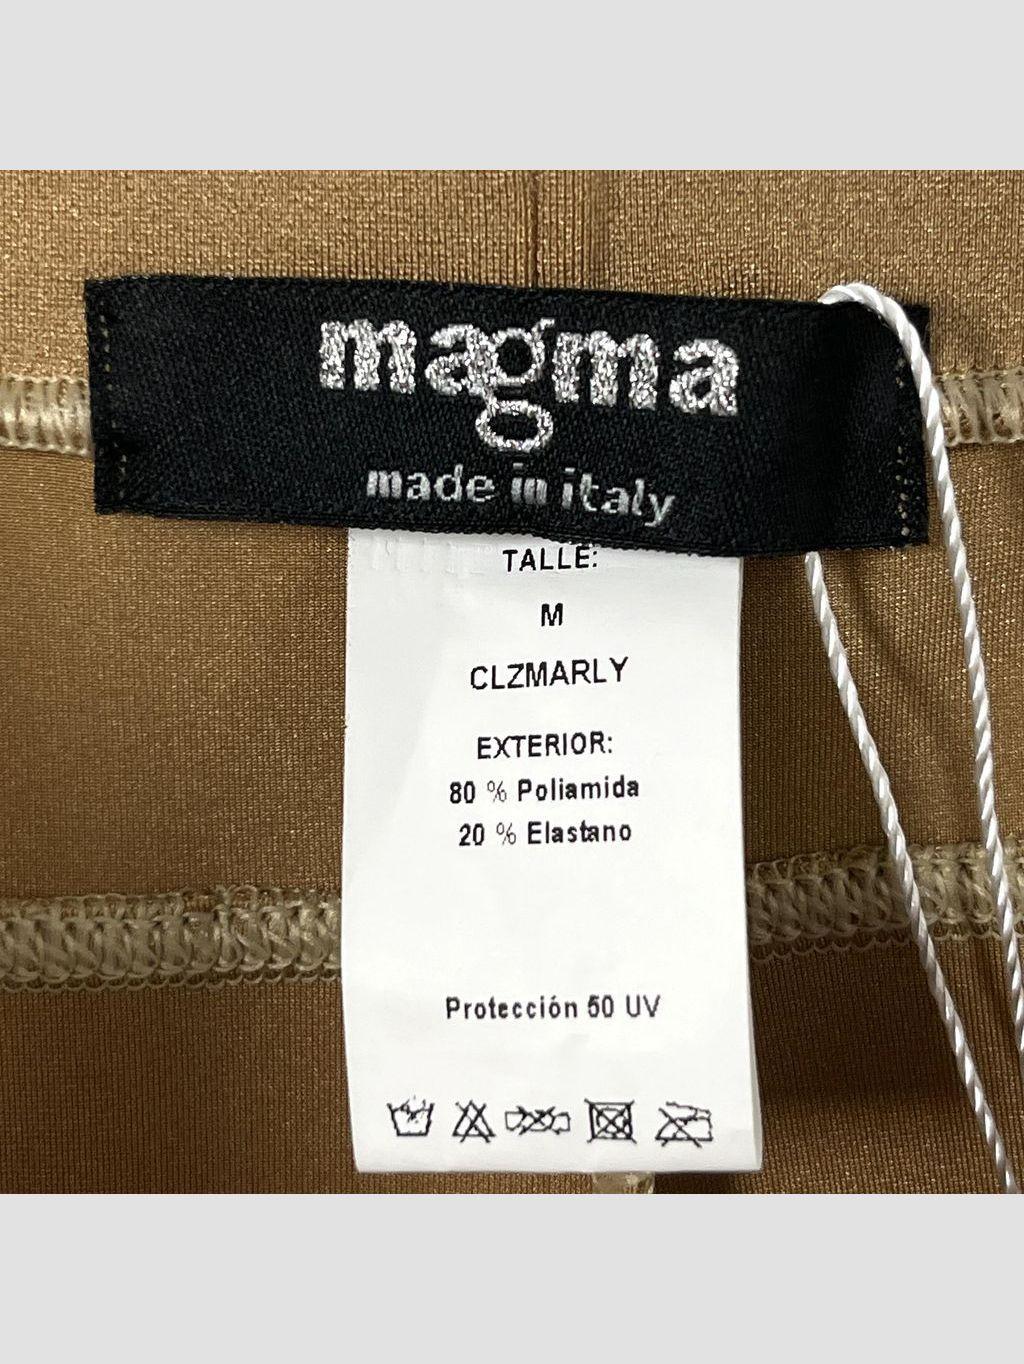 magma
made in italy
TALLE:
M
CLZMARLY
EXTERIOR:
80 % Poliamida
20 % Elastano
Protección 50 UV